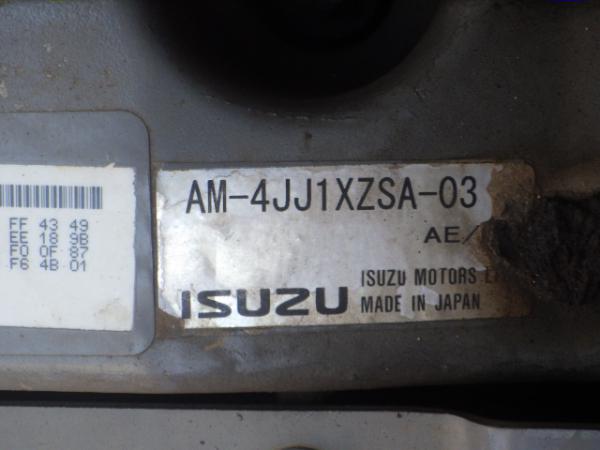 FF 43 49
EE 18 9B
F0 0F 87
F6 4B 01
AM-4JJ1XZSA-03
AE/
ISUZU MOTORS
ISUZU
MADE IN JAPAN